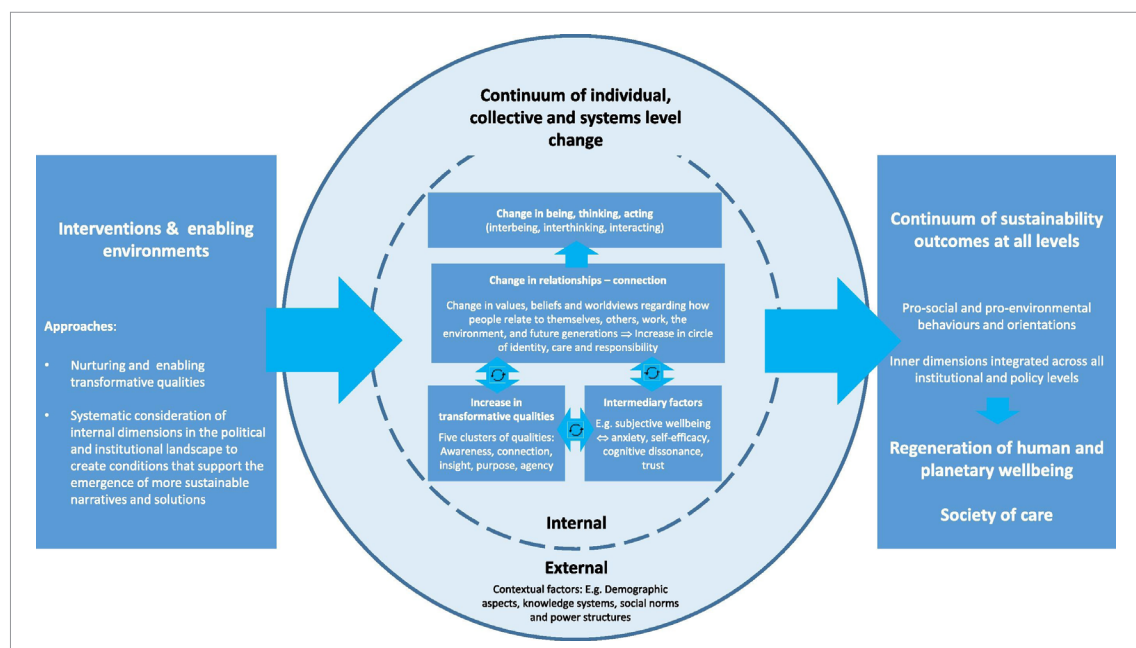 Interventions & enabling
environments
Approaches:
• Nurturing and enabling
transformative qualities
• Systematic consideration of
internal dimensions in the political
and institutional landscape to
create conditions that support the
emergence of more sustainable
narratives and solutions
Continuum of individual,
collective and systems level
change
Change in being, thinking, acting
(interbeing, interthinking, interacting)
Change in relationships – connection
Change in values, beliefs and worldviews regarding how
people relate to themselves, others, work, the
environment, and future generations ⇒ Increase in circle
of identity, care and responsibility
Increase in
transformative qualities
Five clusters of qualities:
Awareness, connection,
insight, purpose, agency
Intermediary factors
E.g. subjective wellbeing
⇔ anxiety, self-efficacy,
cognitive dissonance,
trust
Internal
External
Contextual factors: E.g. Demographic
aspects, knowledge systems, social norms
and power structures
Continuum of sustainability
outcomes at all levels
Pro-social and pro-environmental
behaviours and orientations
Inner dimensions integrated across all
institutional and policy levels
Regeneration of human and
planetary wellbeing
Society of care